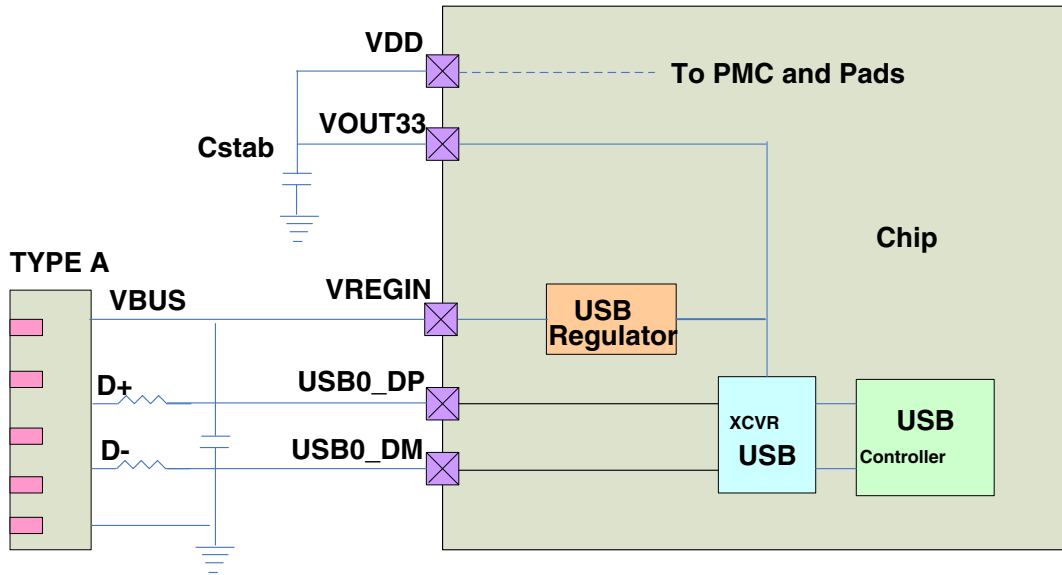 VDD
To PMC and Pads
VOUT33
Cstab
Chip
TYPE A
VBUS
VREGIN
USB
Regulator
D+
USB0_DP
XCVR
USB
USB
Controller
D-
USB0_DM